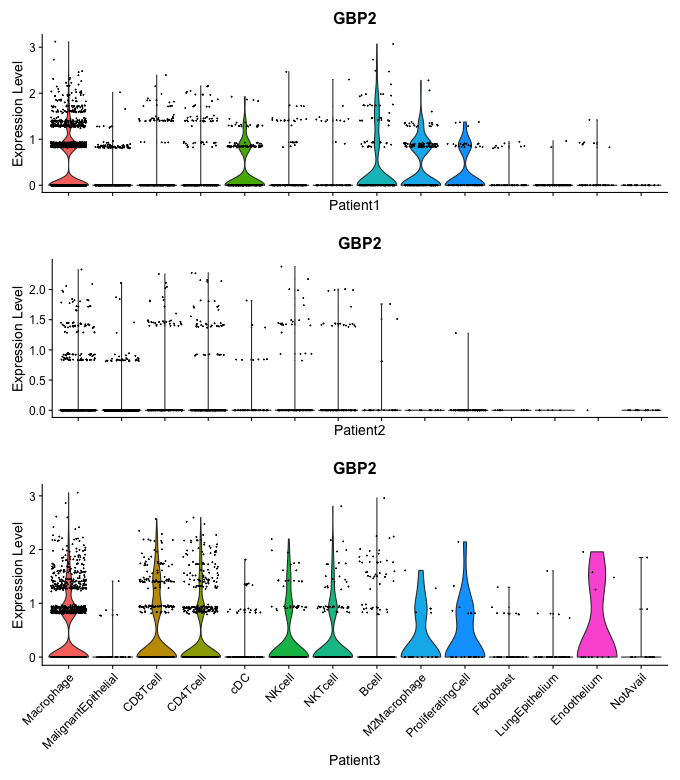 GBP2
Expression Level
3
2
1
0
Patient1
GBP2
Expression Level
2.0
1.5
1.0
0.5
0.0
Patient2
GBP2
Expression Level
3
2
1
0
Macrophage
MalignantEpithelial
CD8Tcell
CD4Tcell
cDC
NKcell
NKTcell
Bcell
M2Macrophage
ProliferatingCell
Fibroblast
LungEpithelium
Endothelium
NotAvail
Patient3